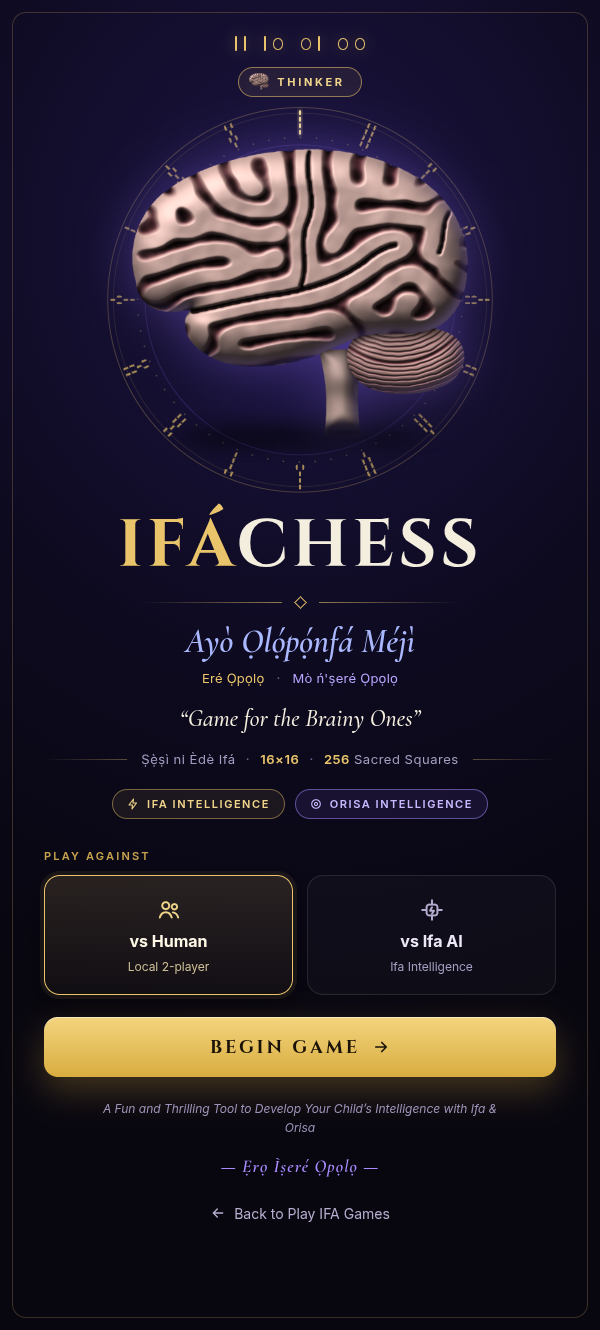 || |O O| OO
THINKER
IFÁCHESS
Ayò Ọlọ́pọ́nfá Méjì
Eré Ọpọlọ · Mò ń'ṣeré Ọpọlọ
“Game for the Brainy Ones”
Ṣẹ̀ṣì ni Èdè Ifá · 16×16 · 256 Sacred Squares
IFA INTELLIGENCE
ORISA INTELLIGENCE
PLAY AGAINST
vs Human
Local 2-player
vs Ifa AI
Ifa Intelligence
BEGIN GAME →
A Fun and Thrilling Tool to Develop Your Child’s Intelligence with Ifa &
Orisa
— Ẹrọ Ìṣeré Ọpọlọ —
← Back to Play IFA Games